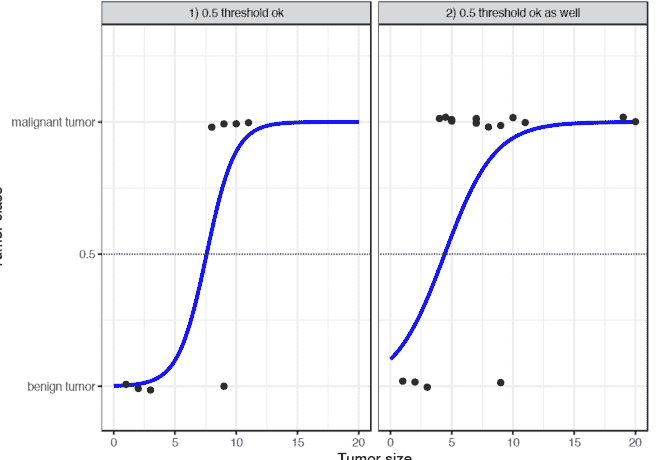 1) 0.5 threshold ok
2) 0.5 threshold ok as well
malignant tumor
0.5
benign tumor
0 5 10 15 20
0 5 10 15 20
Tumor size